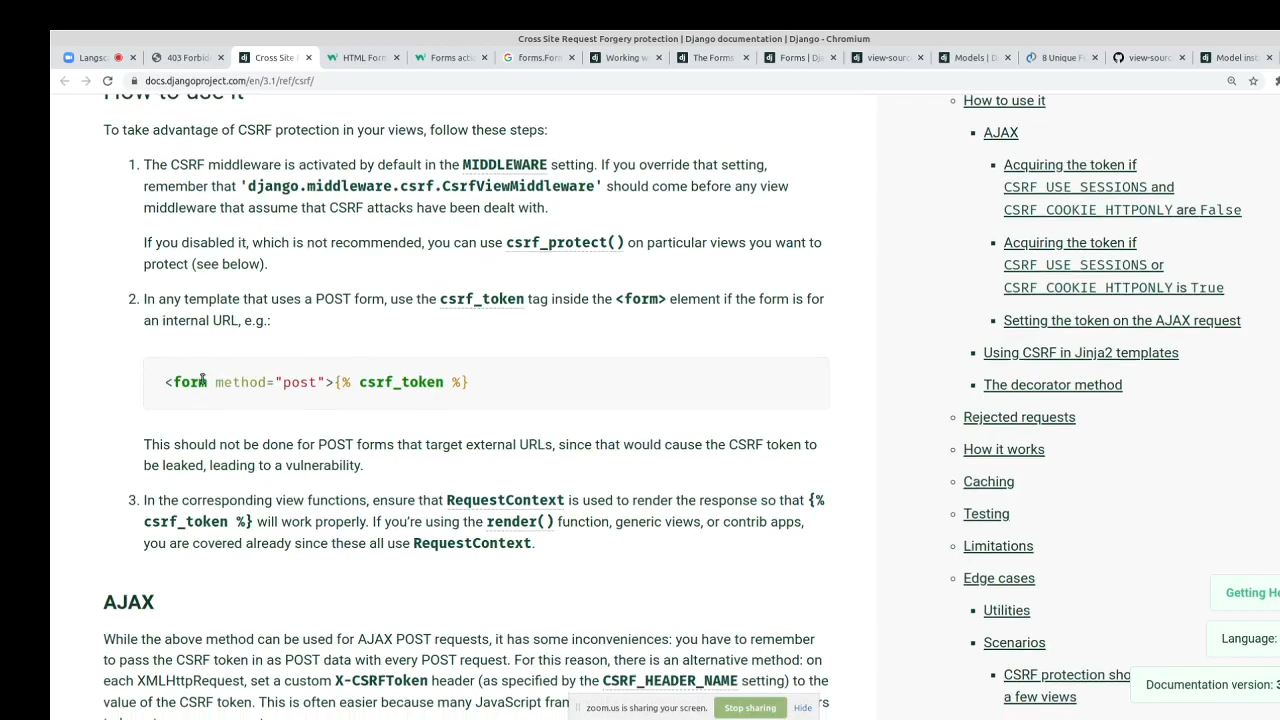 Cross Site Request Forgery protection | Django documentation | Django - Chromium
Langsc
403 Forbid
Cross Site F
HTML Form
Forms acti
forms.Forn
Working w
The Forms
Forms | Dj
view-sourc
Models | D
8 Unique F
view-sourc
Model inst
docs.djangoproject.com/en/3.1/ref/csrf/
How to use it
To take advantage of CSRF protection in your views, follow these steps:
1. The CSRF middleware is activated by default in the MIDDLEWARE setting. If you override that setting,
remember that 'django.middleware.csrf.CsrfViewMiddleware' should come before any view
middleware that assume that CSRF attacks have been dealt with.
If you disabled it, which is not recommended, you can use csrf_protect() on particular views you want to
protect (see below).
2. In any template that uses a POST form, use the csrf_token tag inside the <form> element if the form is for
an internal URL, e.g.:
<form method="post">{% csrf_token %}
This should not be done for POST forms that target external URLs, since that would cause the CSRF token to
be leaked, leading to a vulnerability.
3. In the corresponding view functions, ensure that RequestContext is used to render the response so that {%
csrf_token %} will work properly. If you're using the render() function, generic views, or contrib apps,
you are covered already since these all use RequestContext.
AJAX
While the above method can be used for AJAX POST requests, it has some inconveniences: you have to remember
to pass the CSRF token in as POST data with every POST request. For this reason, there is an alternative method: on
each XMLHttpRequest, set a custom X-CSRFToken header (as specified by the CSRF_HEADER_NAME setting) to the
value of the CSRF token. This is often easier because many JavaScript fram
How to use it
AJAX
Acquiring the token if
CSRF_USE_SESSIONS and
CSRF_COOKIE_HTTPONLY are False
Acquiring the token if
CSRF_USE_SESSIONS or
CSRF_COOKIE_HTTPONLY is True
Setting the token on the AJAX request
Using CSRF in Jinja2 templates
The decorator method
Rejected requests
How it works
Caching
Testing
Limitations
Edge cases
Utilities
Scenarios
CSRF protection sho
a few views
Getting He
Language:
Documentation version: 3
zoom.us is sharing your screen.
Stop sharing
Hide